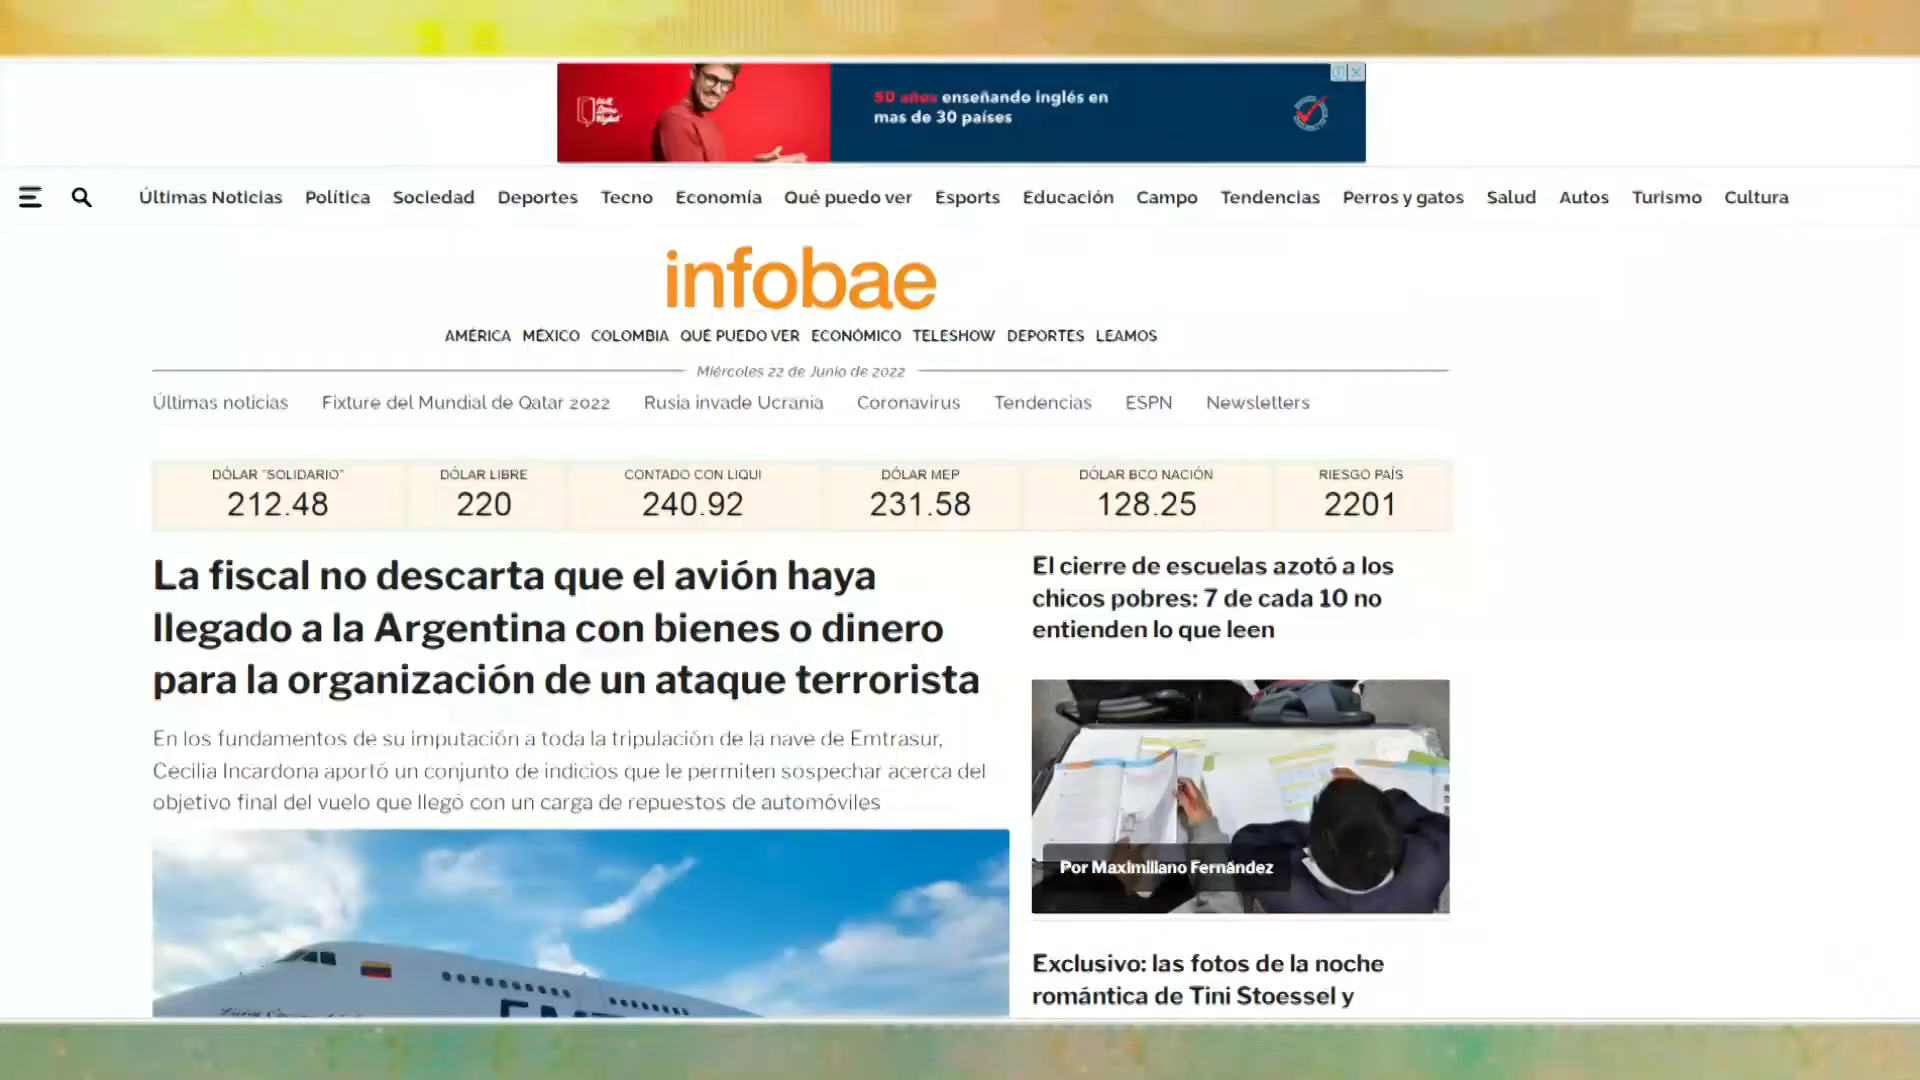 50 años enseñando inglés en
mas de 30 países
Últimas Noticias Política Sociedad Deportes Tecno Economía Qué puedo ver Esports Educación Campo Tendencias Perros y gatos Salud Autos Turismo Cultura
infobae
AMÉRICA MÉXICO COLOMBIA QUÉ PUEDO VER ECONÓMICO TELESHOW DEPORTES LEAMOS
Miércoles 22 de Junio de 2022
Últimas noticias Fixture del Mundial de Qatar 2022 Rusia invade Ucrania Coronavirus Tendencias ESPN Newsletters
DÓLAR "SOLIDARIO" DÓLAR LIBRE CONTADO CON LIQUI DÓLAR MEP DÓLAR BCO NACIÓN RIESGO PAÍS
212.48 220 240.92 231.58 128.25 2201
La fiscal no descarta que el avión haya
llegado a la Argentina con bienes o dinero
para la organización de un ataque terrorista
En los fundamentos de su imputación a toda la tripulación de la nave de Emtrasur,
Cecilia Incardona aportó un conjunto de indicios que le permiten sospechar acerca del
objetivo final del vuelo que llegó con un carga de repuestos de automóviles
El cierre de escuelas azotó a los
chicos pobres: 7 de cada 10 no
entienden lo que leen
Por Maximiliano Fernández
Exclusivo: las fotos de la noche
romántica de Tini Stoessel y